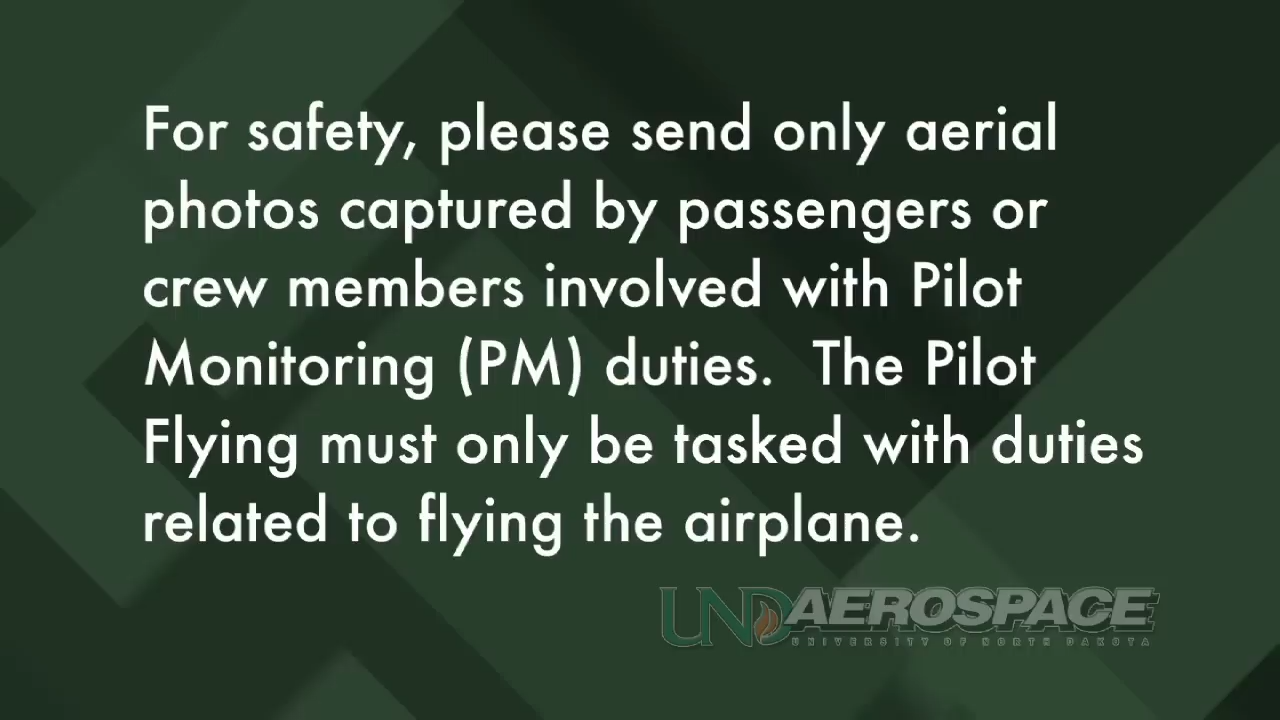 For safety, please send only aerial
photos captured by passengers or
crew members involved with Pilot
Monitoring (PM) duties.  The Pilot
Flying must only be tasked with duties
related to flying the airplane.
UND AEROSPACE
UNIVERSITY OF NORTH DAKOTA